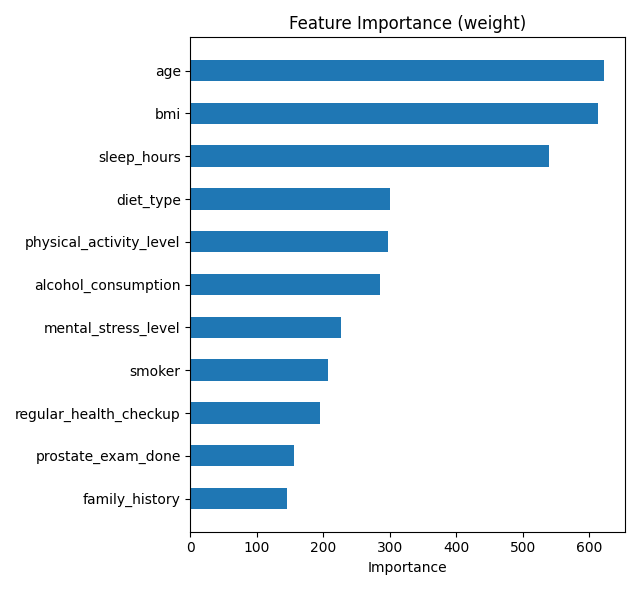 Feature Importance (weight)
age
bmi
sleep_hours
diet_type
physical_activity_level
alcohol_consumption
mental_stress_level
smoker
regular_health_checkup
prostate_exam_done
family_history
0 100 200 300 400 500 600
Importance